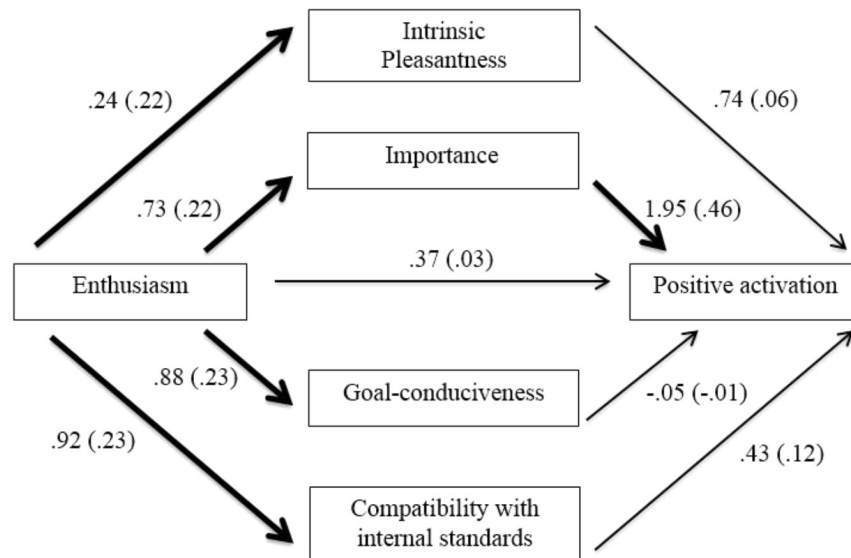 Intrinsic
Pleasantness
.24 (.22)
.74 (.06)
Importance
.73 (.22)
1.95 (.46)
.37 (.03)
Enthusiasm
Positive activation
.88 (.23)
Goal-conduciveness
-.05 (-.01)
.92 (.23)
.43 (.12)
Compatibility with
internal standards